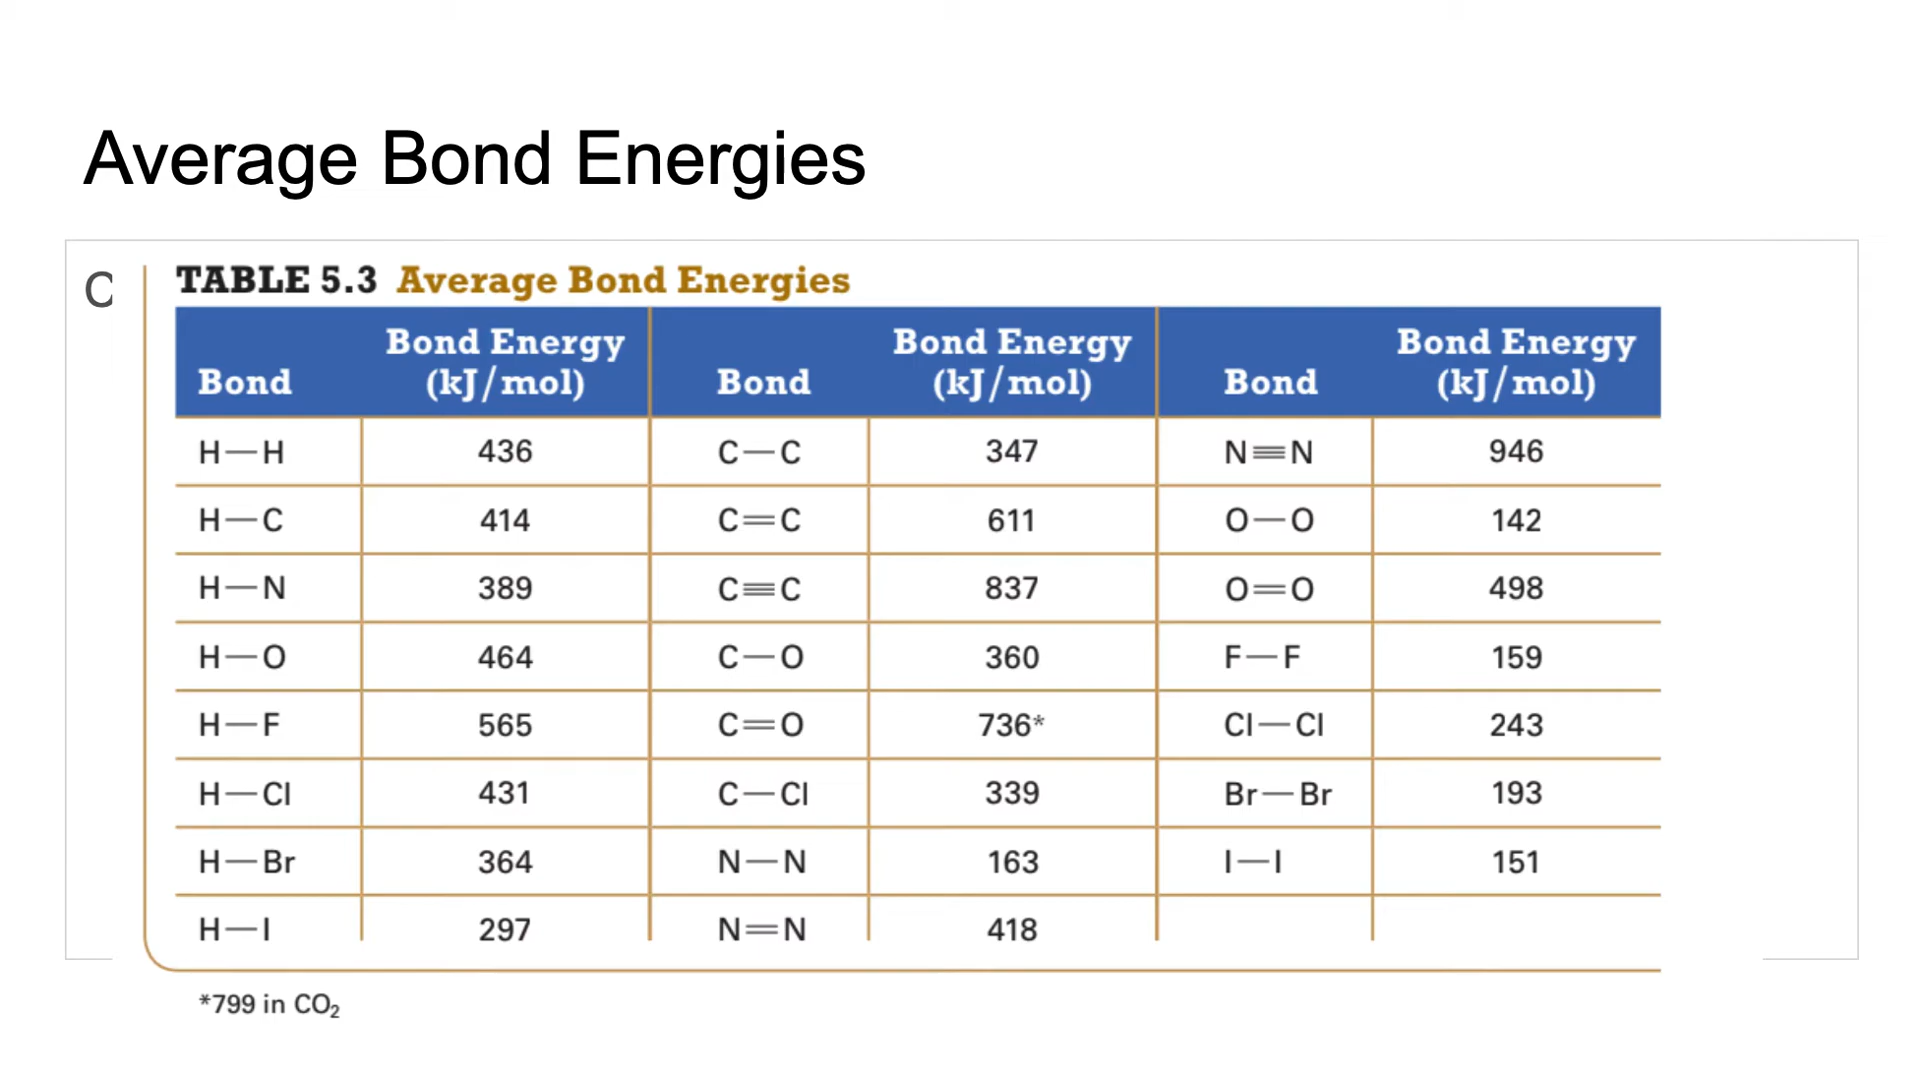 Average Bond Energies
C
TABLE 5.3 Average Bond Energies
Bond Bond Energy (kJ/mol) Bond Bond Energy (kJ/mol) Bond Bond Energy (kJ/mol)
H—H 436 C—C 347 N≡N 946
H—C 414 C=C 611 O—O 142
H—N 389 C≡C 837 O=O 498
H—O 464 C—O 360 F—F 159
H—F 565 C=O 736* Cl—Cl 243
H—Cl 431 C—Cl 339 Br—Br 193
H—Br 364 N—N 163 I—I 151
H—I 297 N=N 418
*799 in CO₂